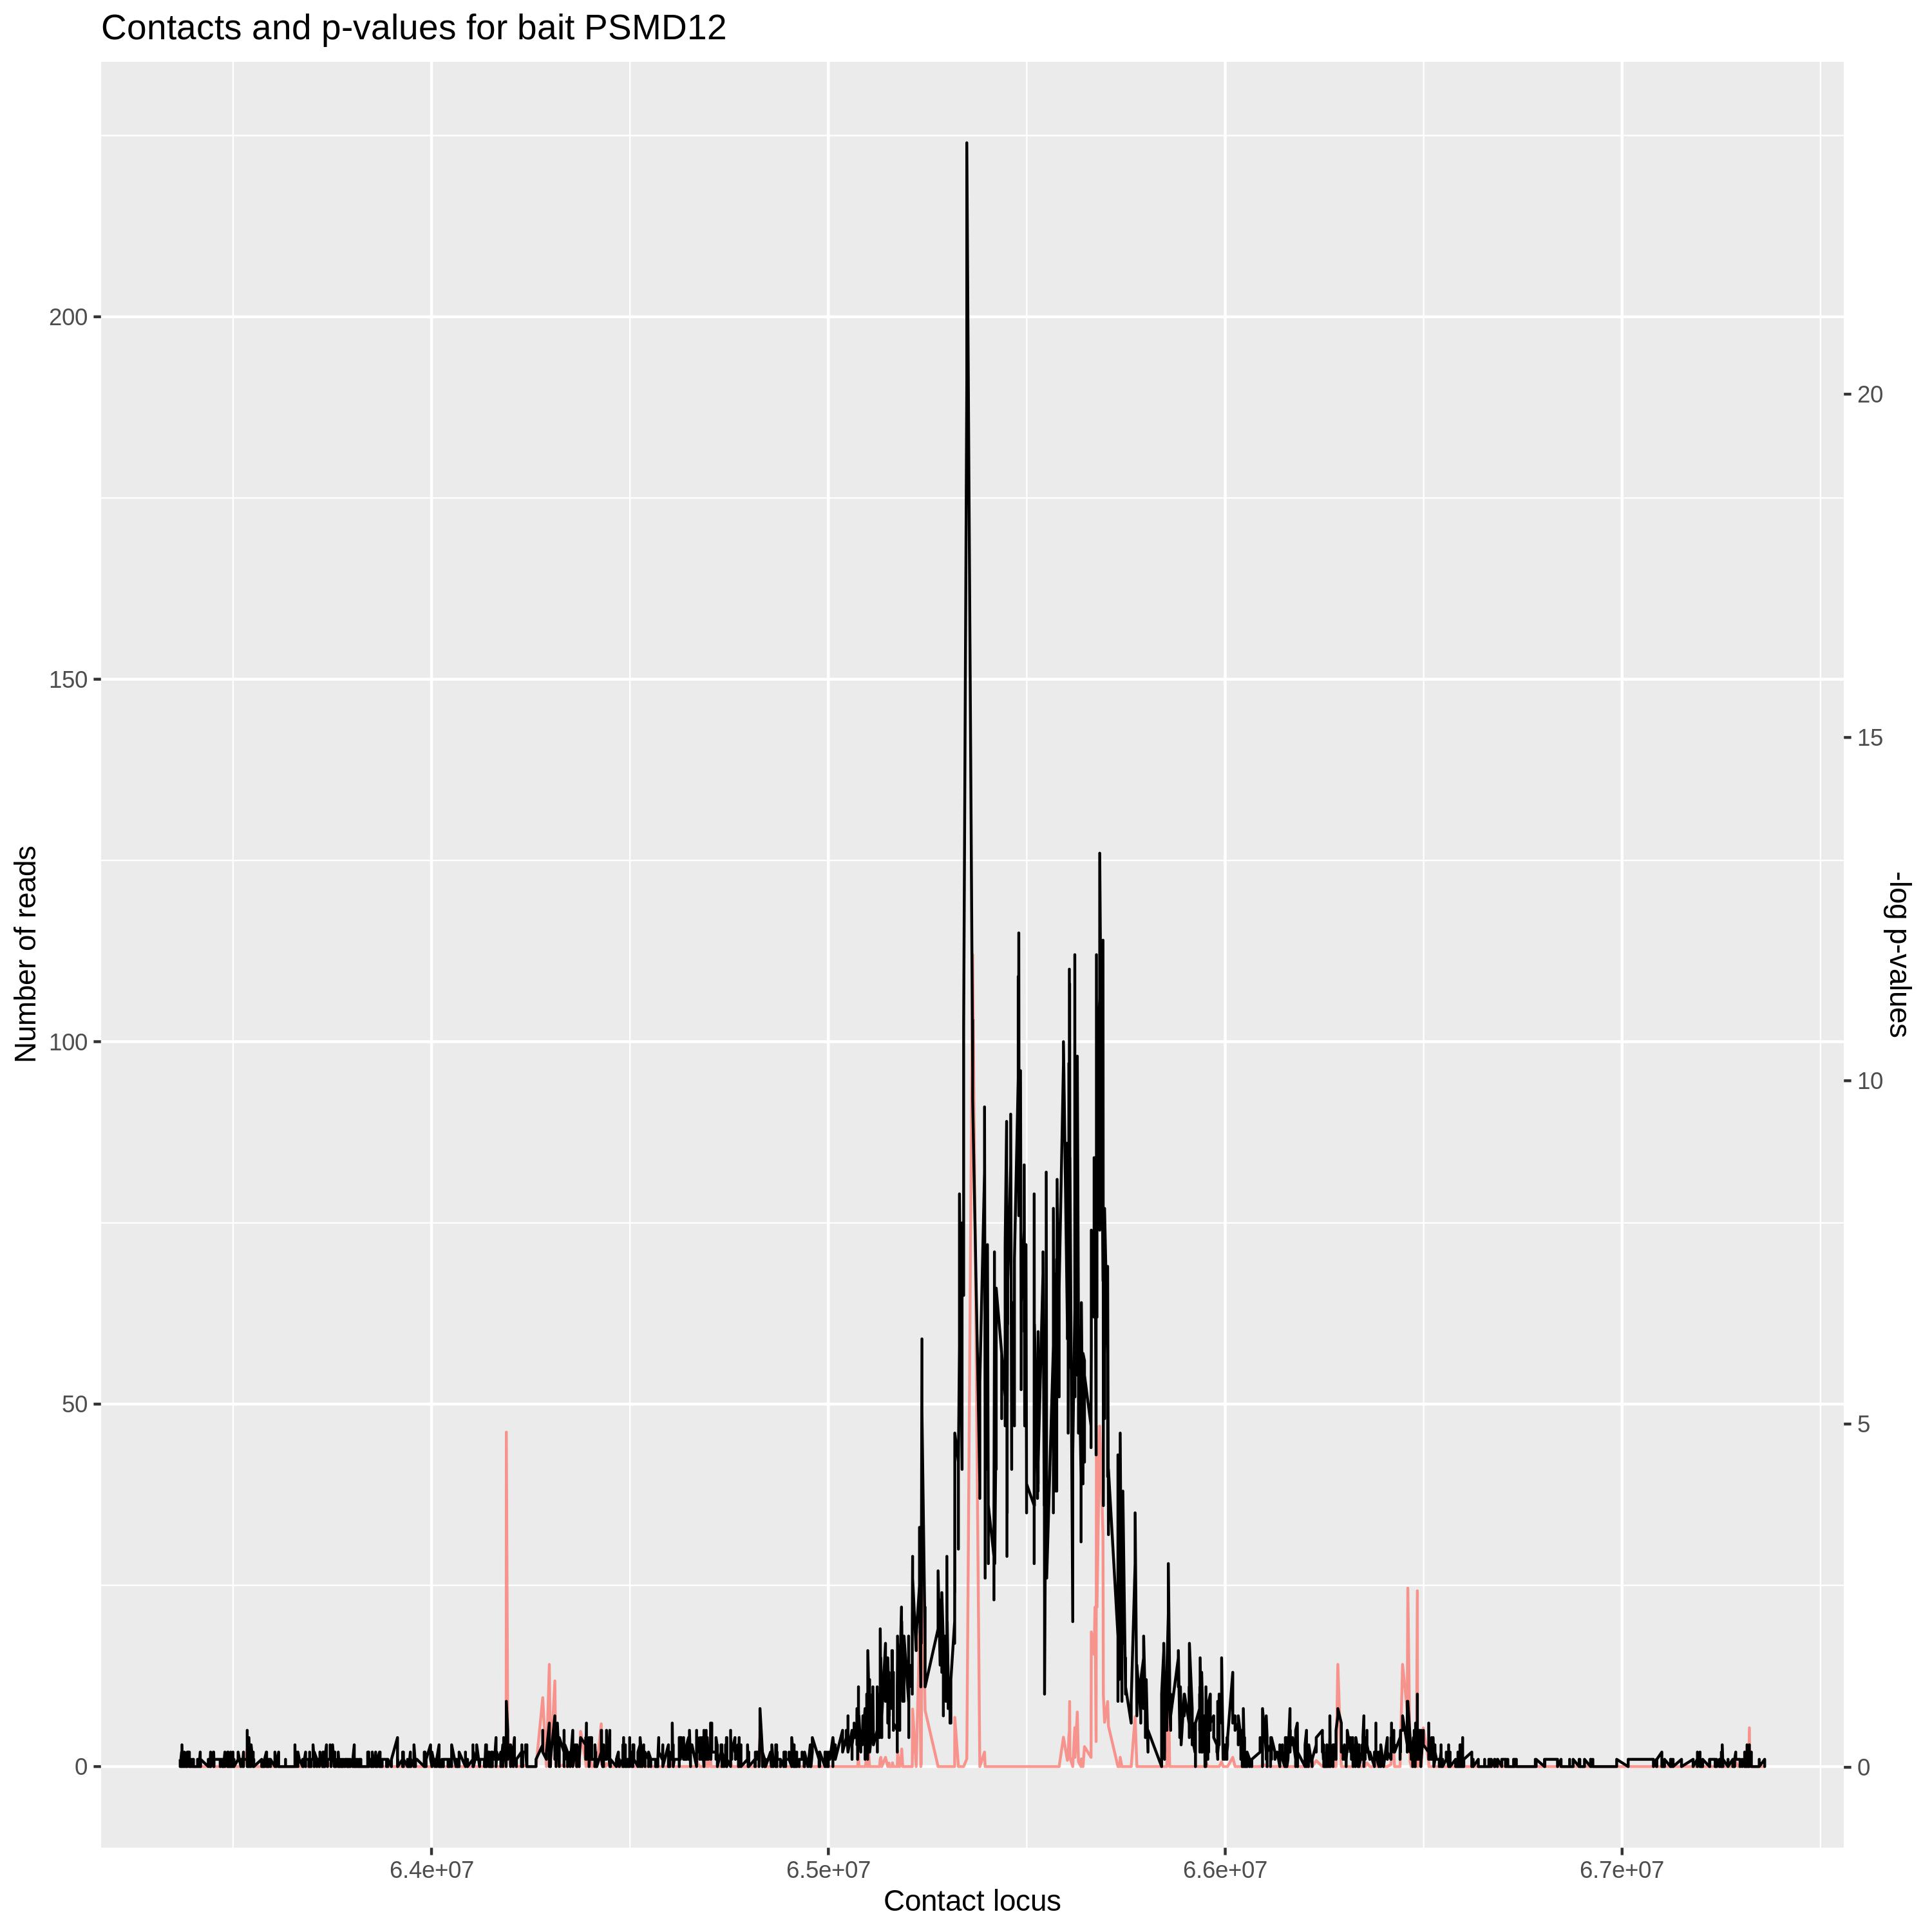 Contacts and p-values for bait PSMD12
Number of reads
200
150
100
50
0
20
15
10
5
0
-log p-values
6.4e+07 6.5e+07 6.6e+07 6.7e+07
Contact locus